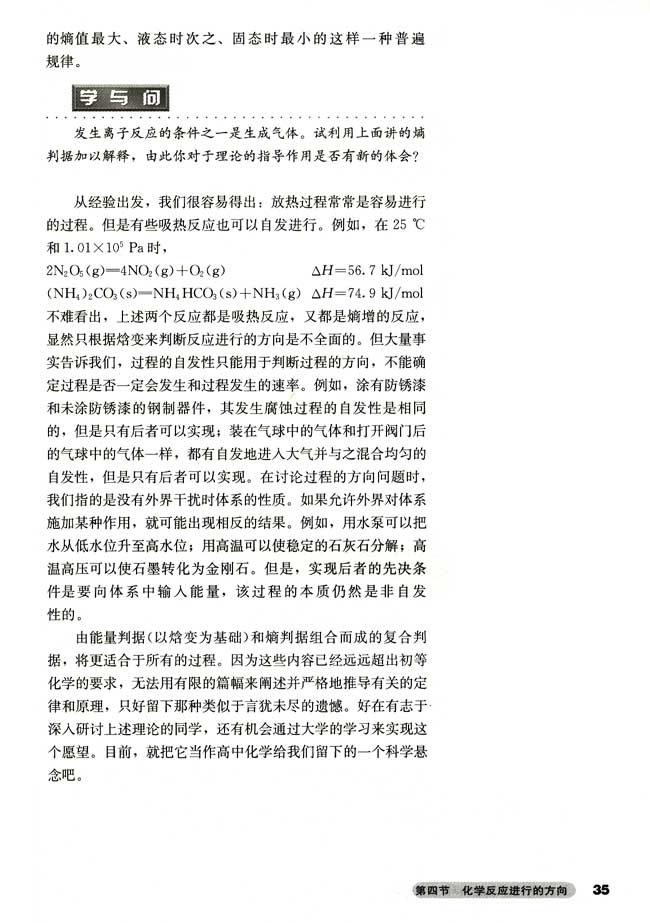 的熵值最大、液态时次之、固态时最小的这样一种普遍
规律。
学与问
发生离子反应的条件之一是生成气体。试利用上面讲的熵
判据加以解释，由此你对于理论的指导作用是否有新的体会？
从经验出发，我们很容易得出：放热过程常常是容易进行
的过程。但是有些吸热反应也可以自发进行。例如，在 25 ℃
和 1.01×10⁵ Pa 时，
2N₂O₅(g)═4NO₂(g)＋O₂(g) △H＝56.7 kJ/mol
(NH₄)₂CO₃(s)═NH₄HCO₃(s)＋NH₃(g) △H＝74.9 kJ/mol
不难看出，上述两个反应都是吸热反应，又都是熵增的反应，
显然只根据焓变来判断反应进行的方向是不全面的。但大量事
实告诉我们，过程的自发性只能用于判断过程的方向，不能确
定过程是否一定会发生和过程发生的速率。例如，涂有防锈漆
和未涂防锈漆的钢制器件，其发生腐蚀过程的自发性是相同
的，但是只有后者可以实现；装在气球中的气体和打开阀门后
的气球中的气体一样，都有自发地进入大气并与之混合均匀的
自发性，但是只有后者可以实现。在讨论过程的方向问题时，
我们指的是没有外界干扰时体系的性质。如果允许外界对体系
施加某种作用，就可能出现相反的结果。例如，用水泵可以把
水从低水位升至高水位；用高温可以使稳定的石灰石分解；高
温高压可以使石墨转化为金刚石。但是，实现后者的先决条
件是要向体系中输入能量，该过程的本质仍然是非自发
性的。
由能量判据(以焓变为基础)和熵判据组合而成的复合判
据，将更适合于所有的过程。因为这些内容已经远远超出初等
化学的要求，无法用有限的篇幅来阐述并严格地推导有关的定
律和原理，只好留下那种类似于言犹未尽的遗憾。好在有志于
深入研讨上述理论的同学，还有机会通过大学的学习来实现这
个愿望。目前，就把它当作高中化学给我们留下的一个科学悬
念吧。
第四节 化学反应进行的方向 35